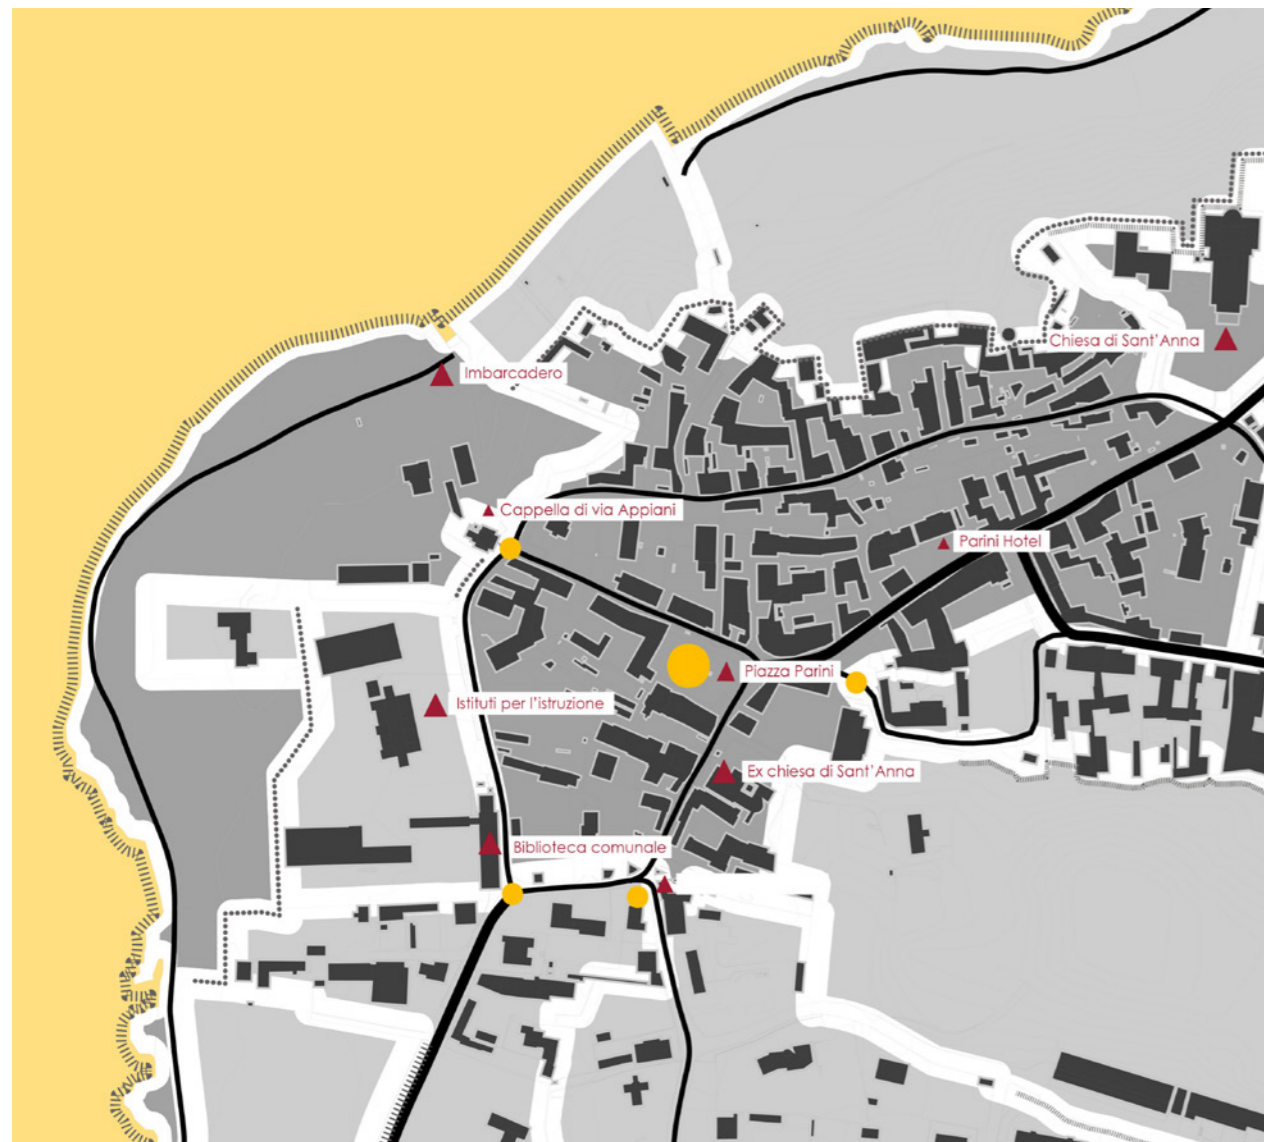 Chiesa di Sant'Anna
Imbarcadero
Cappella di via Appiani
Parini Hotel
Piazza Parini
Istituti per l'istruzione
Ex chiesa di Sant'Anna
Biblioteca comunale